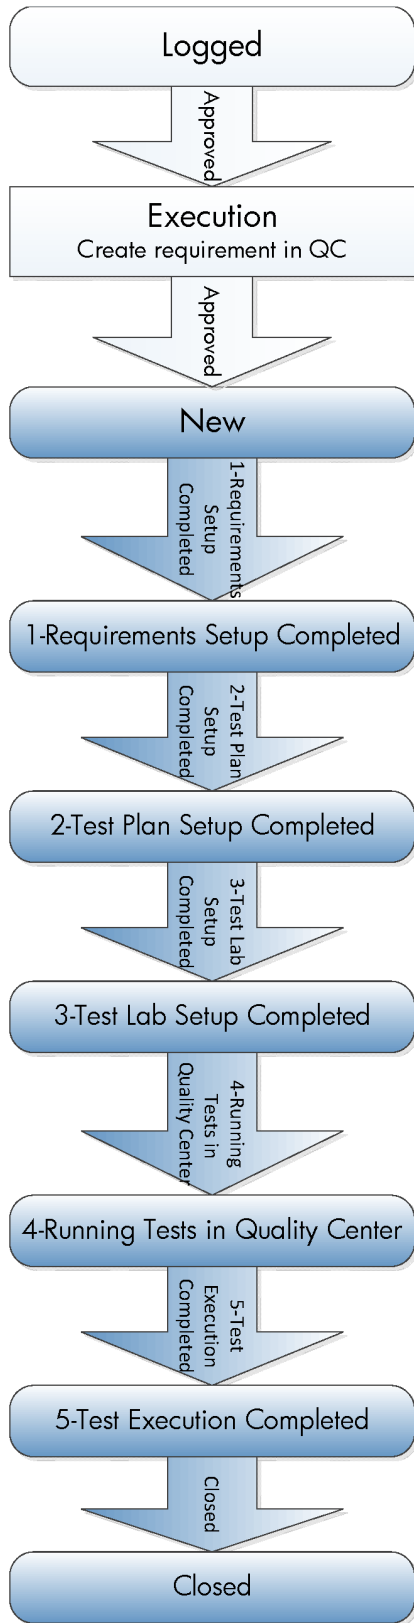 Logged
Approved
Execution
Create requirement in QC
Approved
New
1-Requirements
Setup
Completed
1-Requirements Setup Completed
2-Test Plan
Setup
Completed
2-Test Plan Setup Completed
3-Test Lab
Setup
Completed
3-Test Lab Setup Completed
4-Running
Tests in
Quality Center
4-Running Tests in Quality Center
5-Test
Execution
Completed
5-Test Execution Completed
Closed
Closed